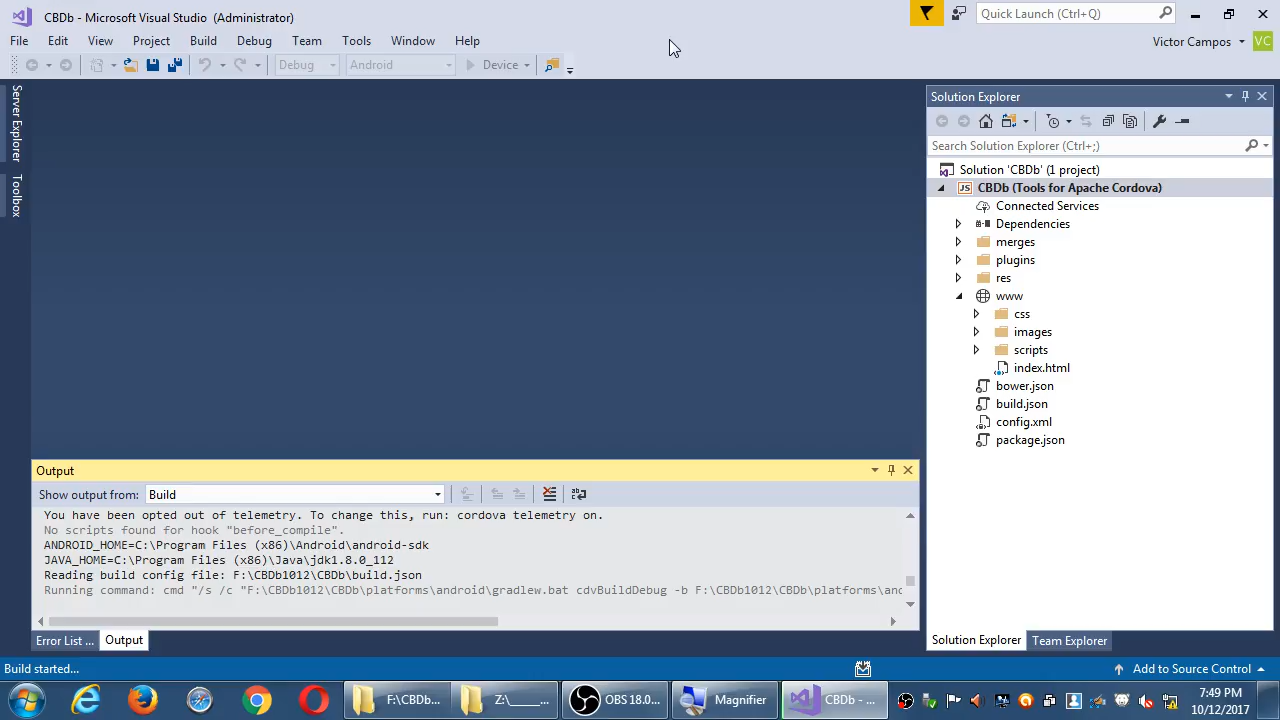 CBDb - Microsoft Visual Studio (Administrator)
Quick Launch (Ctrl+Q)
File Edit View Project Build Debug Team Tools Window Help
Victor Campos VC
Debug Android Device
Server Explorer
Toolbox
Solution Explorer
Search Solution Explorer (Ctrl+;)
Solution 'CBDb' (1 project)
JS CBDb (Tools for Apache Cordova)
Connected Services
Dependencies
merges
plugins
res
www
css
images
scripts
index.html
bower.json
build.json
config.xml
package.json
Output
Show output from: Build
You have been opted out of telemetry. To change this, run: cordova telemetry on.
No scripts found for hook "before_compile".
ANDROID_HOME=C:\Program Files (x86)\Android\android-sdk
JAVA_HOME=C:\Program Files (x86)\Java\jdk1.8.0_112
Reading build config file: F:\CBDb1012\CBDb\build.json
Running command: cmd "/s /c "F:\CBDb1012\CBDb\platforms\android\gradlew.bat cdvBuildDebug -b F:\CBDb1012\CBDb\platforms\anc
Error List ... Output
Solution Explorer Team Explorer
Build started...
Add to Source Control
F:\CBDb... Z:\____... OBS 18.0... Magnifier CBDb - ...
7:49 PM
10/12/2017